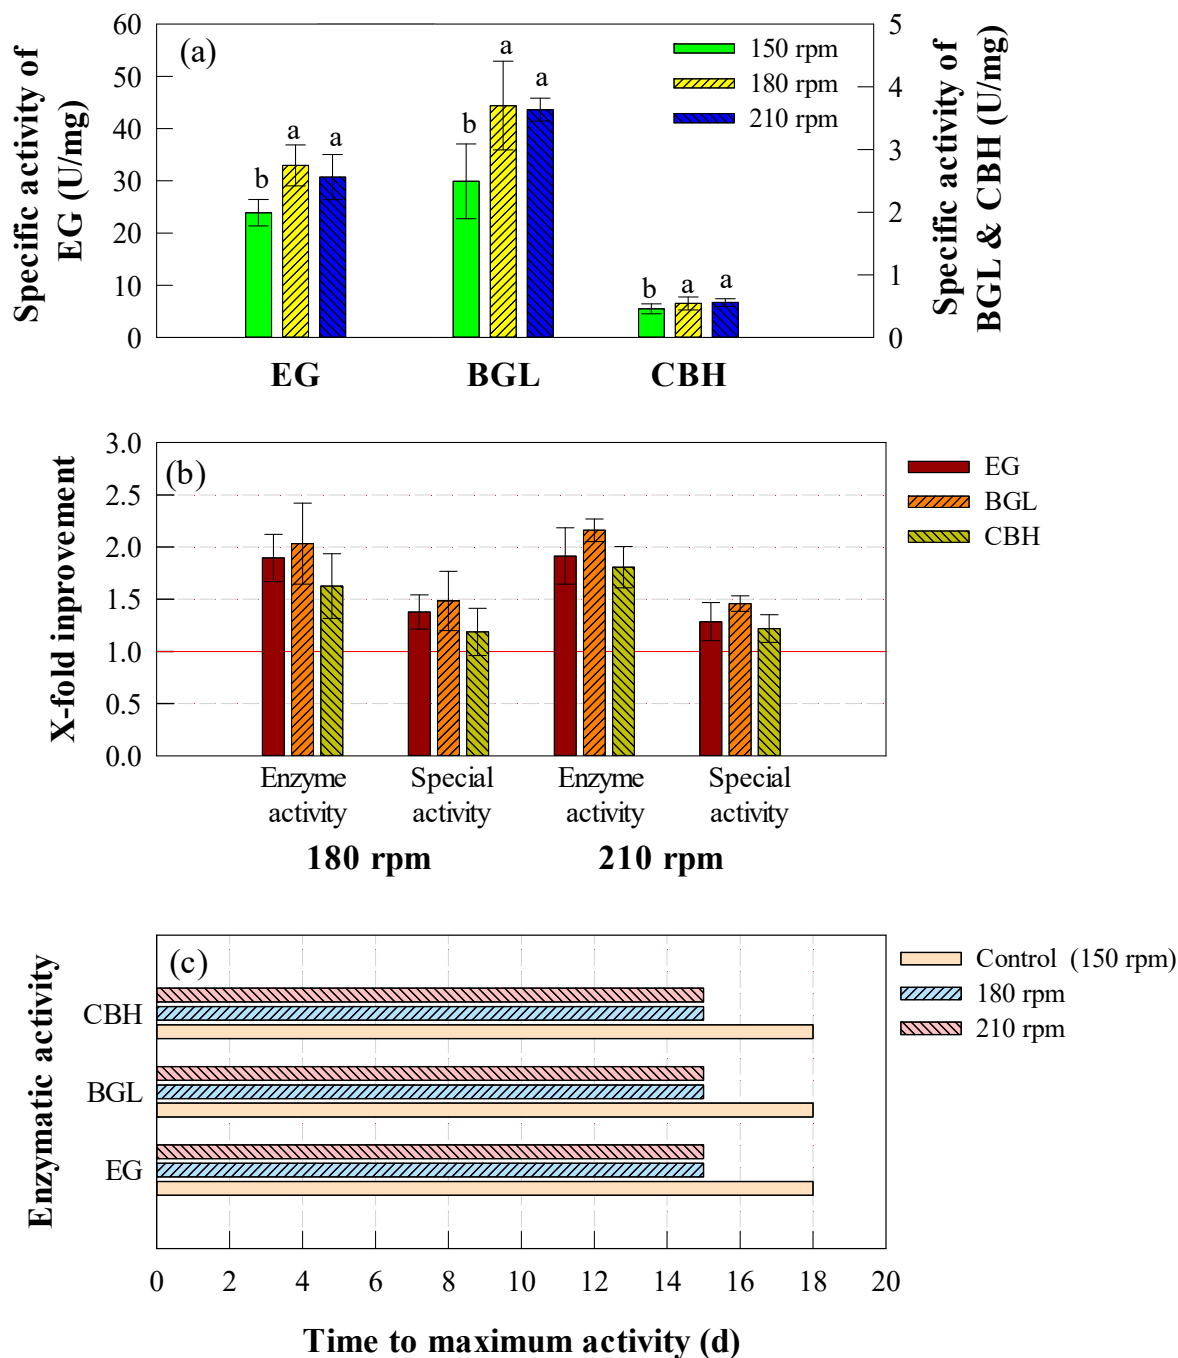 (a)
Specific activity of
EG (U/mg)
60
50
40
30
20
10
0
150 rpm
180 rpm
210 rpm
5
4
3
2
1
0
Specific activity of
BGL & CBH (U/mg)
b
a
a
b
a
a
b
a
a
EG
BGL
CBH
(b)
X-fold inprovement
3.0
2.5
2.0
1.5
1.0
0.5
0.0
EG
BGL
CBH
Enzyme
activity
Special
activity
Enzyme
activity
Special
activity
180 rpm
210 rpm
(c)
Enzymatic activity
CBH
BGL
EG
Control (150 rpm)
180 rpm
210 rpm
0
2
4
6
8
10
12
14
16
18
20
Time to maximum activity (d)